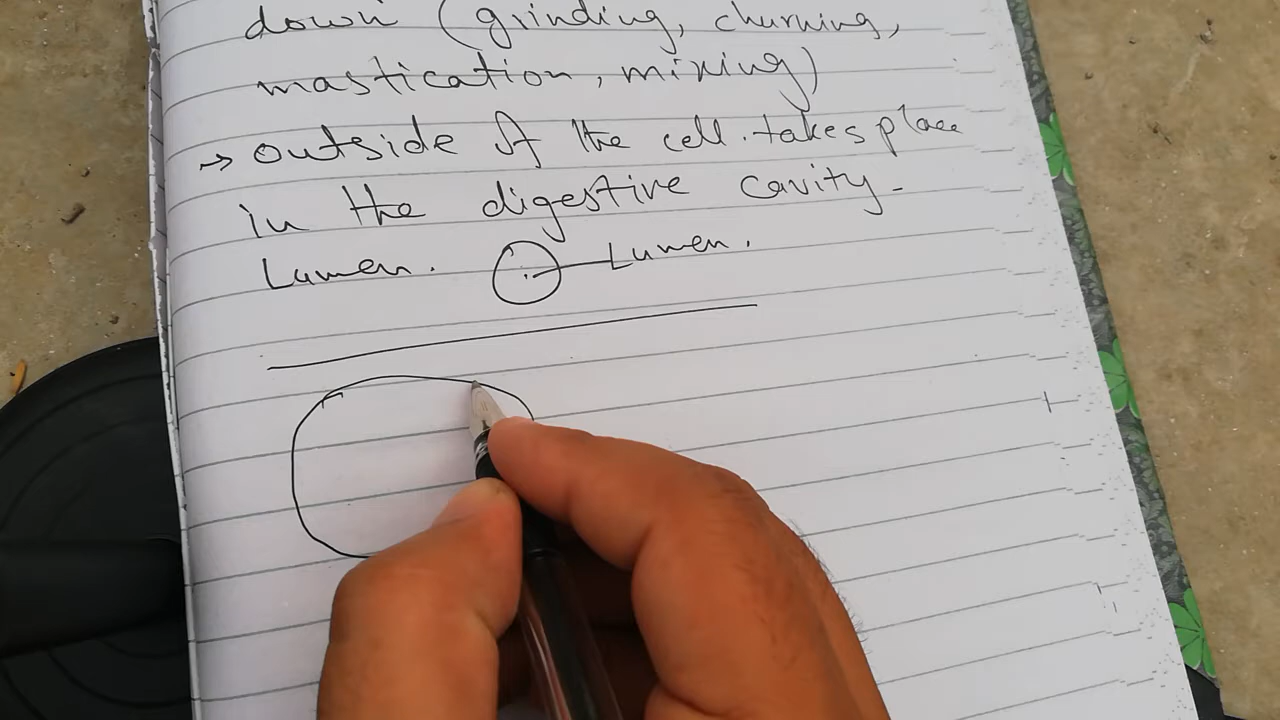 down (grinding, churning,
mastication, mixing)
→ outside of the cell. takes place
in the digestive cavity-
Lumen. Lumen.